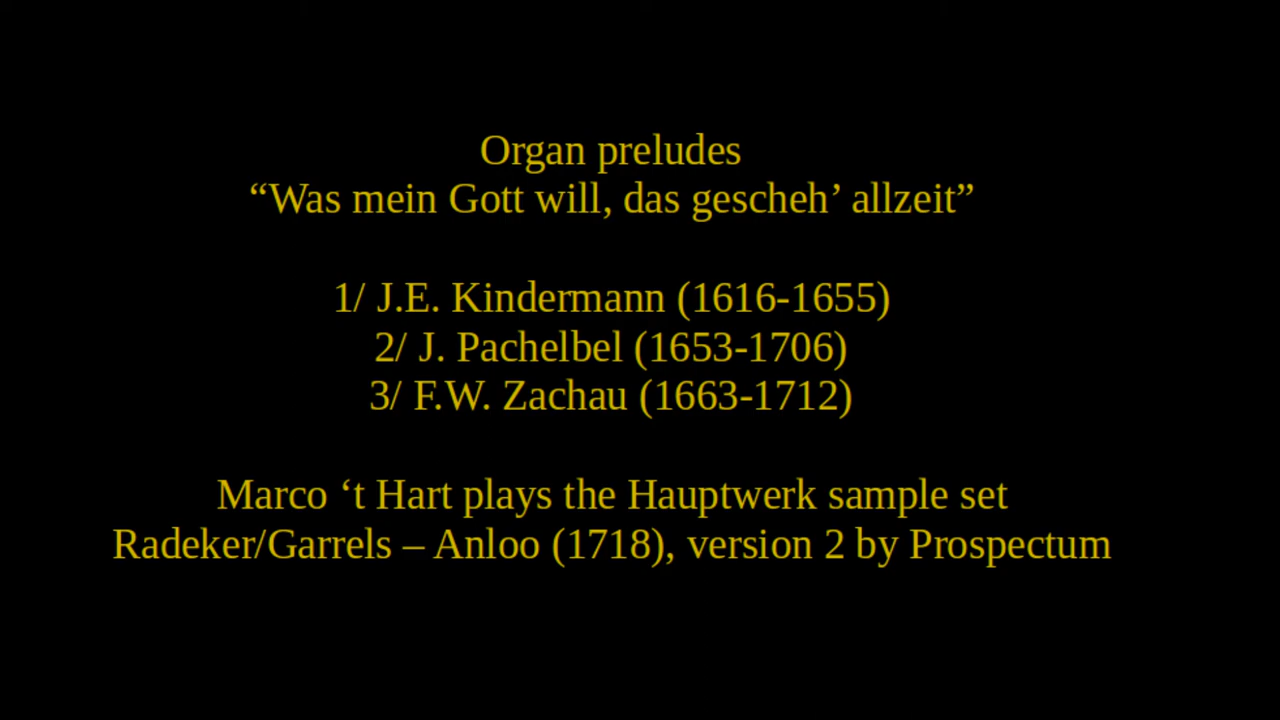 Organ preludes
“Was mein Gott will, das gescheh’ allzeit”
1/ J.E. Kindermann (1616-1655)
2/ J. Pachelbel (1653-1706)
3/ F.W. Zachau (1663-1712)
Marco ‘t Hart plays the Hauptwerk sample set
Radeker/Garrels – Anloo (1718), version 2 by Prospectum